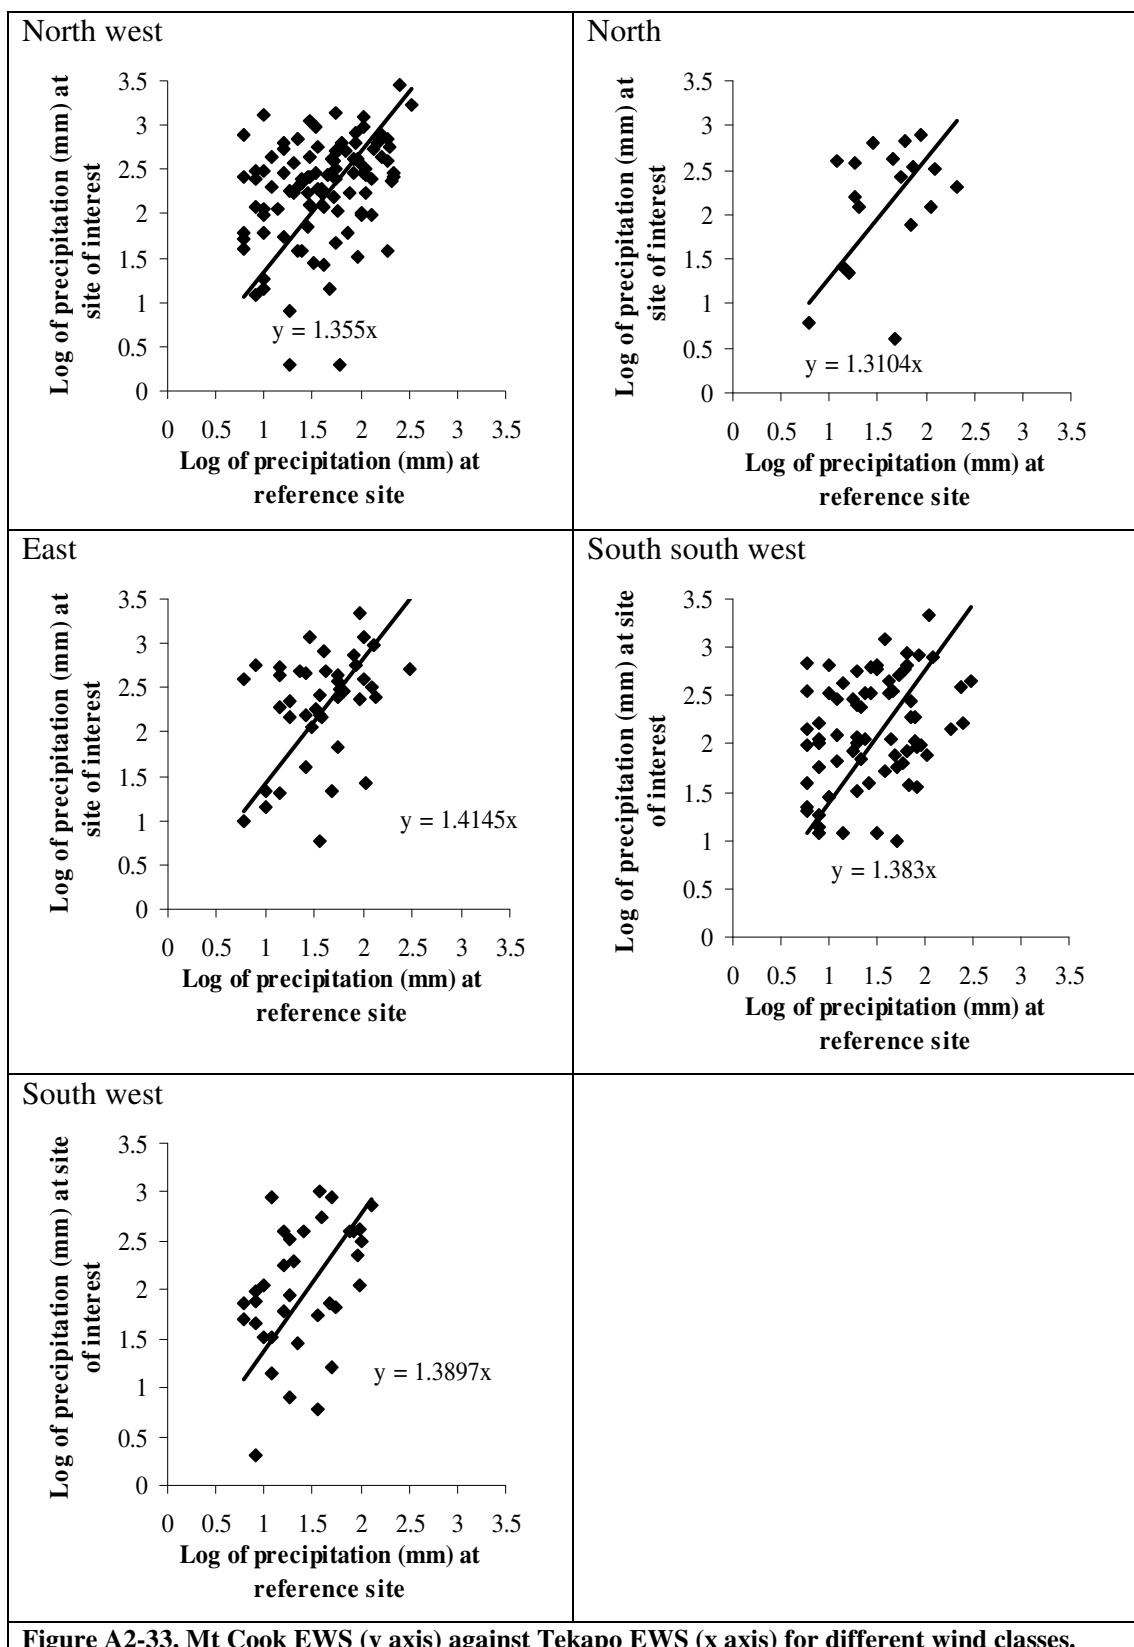 North west
Log of precipitation (mm) at
site of interest
3.5
3
2.5
2
1.5
1
0.5
0
y = 1.355x
0 0.5 1 1.5 2 2.5 3 3.5
Log of precipitation (mm) at
reference site
North
Log of precipitation (mm) at
site of interest
3.5
3
2.5
2
1.5
1
0.5
0
y = 1.3104x
0 0.5 1 1.5 2 2.5 3 3.5
Log of precipitation (mm) at
reference site
East
Log of precipitation (mm) at
site of interest
3.5
3
2.5
2
1.5
1
0.5
0
y = 1.4145x
0 0.5 1 1.5 2 2.5 3 3.5
Log of precipitation (mm) at
reference site
South south west
Log of precipitation (mm) at site
of interest
3.5
3
2.5
2
1.5
1
0.5
0
y = 1.383x
0 0.5 1 1.5 2 2.5 3 3.5
Log of precipitation (mm) at
reference site
South west
Log of precipitation (mm) at site
of interest
3.5
3
2.5
2
1.5
1
0.5
0
y = 1.3897x
0 0.5 1 1.5 2 2.5 3 3.5
Log of precipitation (mm) at
reference site
Figure A2-33. Mt Cook EWS (y axis) against Tekapo EWS (x axis) for different wind classes.